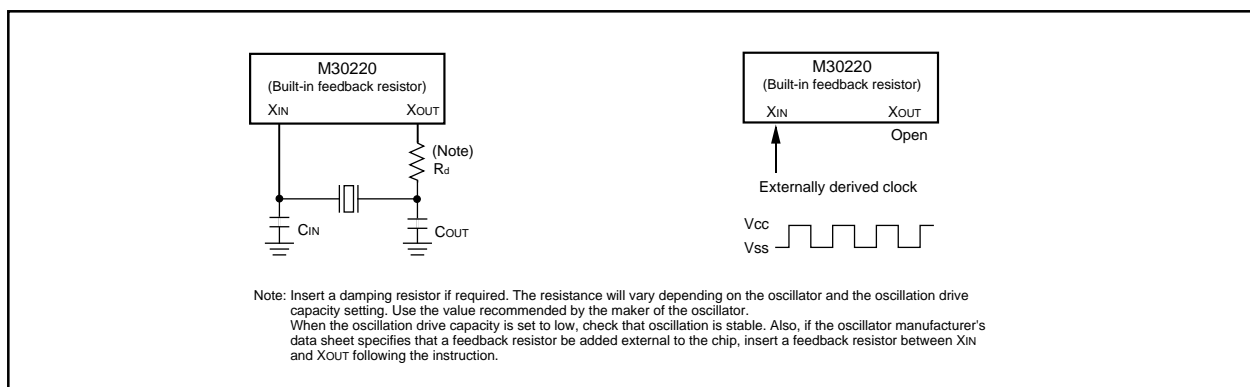 M30220
(Built-in feedback resistor)
XIN
XOUT
(Note)
Rd
CIN
COUT
M30220
(Built-in feedback resistor)
XIN
XOUT
Open
Externally derived clock
Vcc
Vss
Note: Insert a damping resistor if required. The resistance will vary depending on the oscillator and the oscillation drive
capacity setting. Use the value recommended by the maker of the oscillator.
When the oscillation drive capacity is set to low, check that oscillation is stable. Also, if the oscillator manufacturer's
data sheet specifies that a feedback resistor be added external to the chip, insert a feedback resistor between XIN
and XOUT following the instruction.